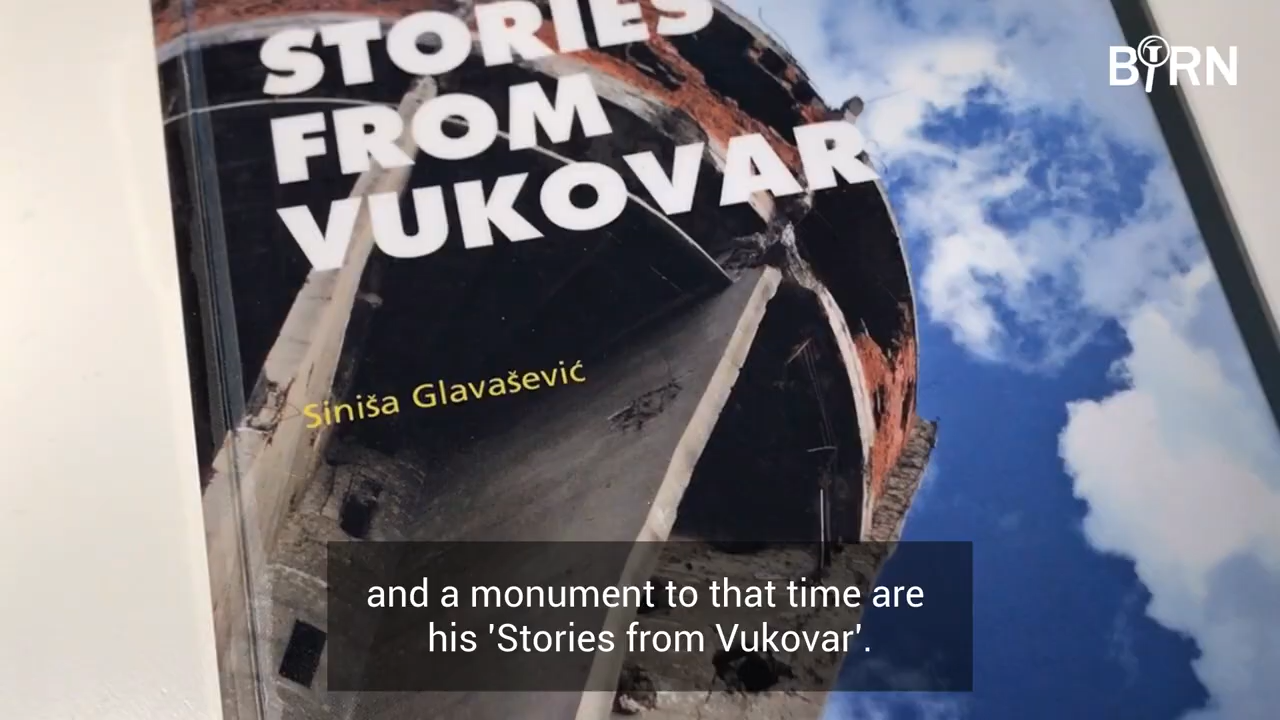 STORIES
FROM
VUKOVAR
BIRN
Siniša Glavašević
and a monument to that time are
his 'Stories from Vukovar'.